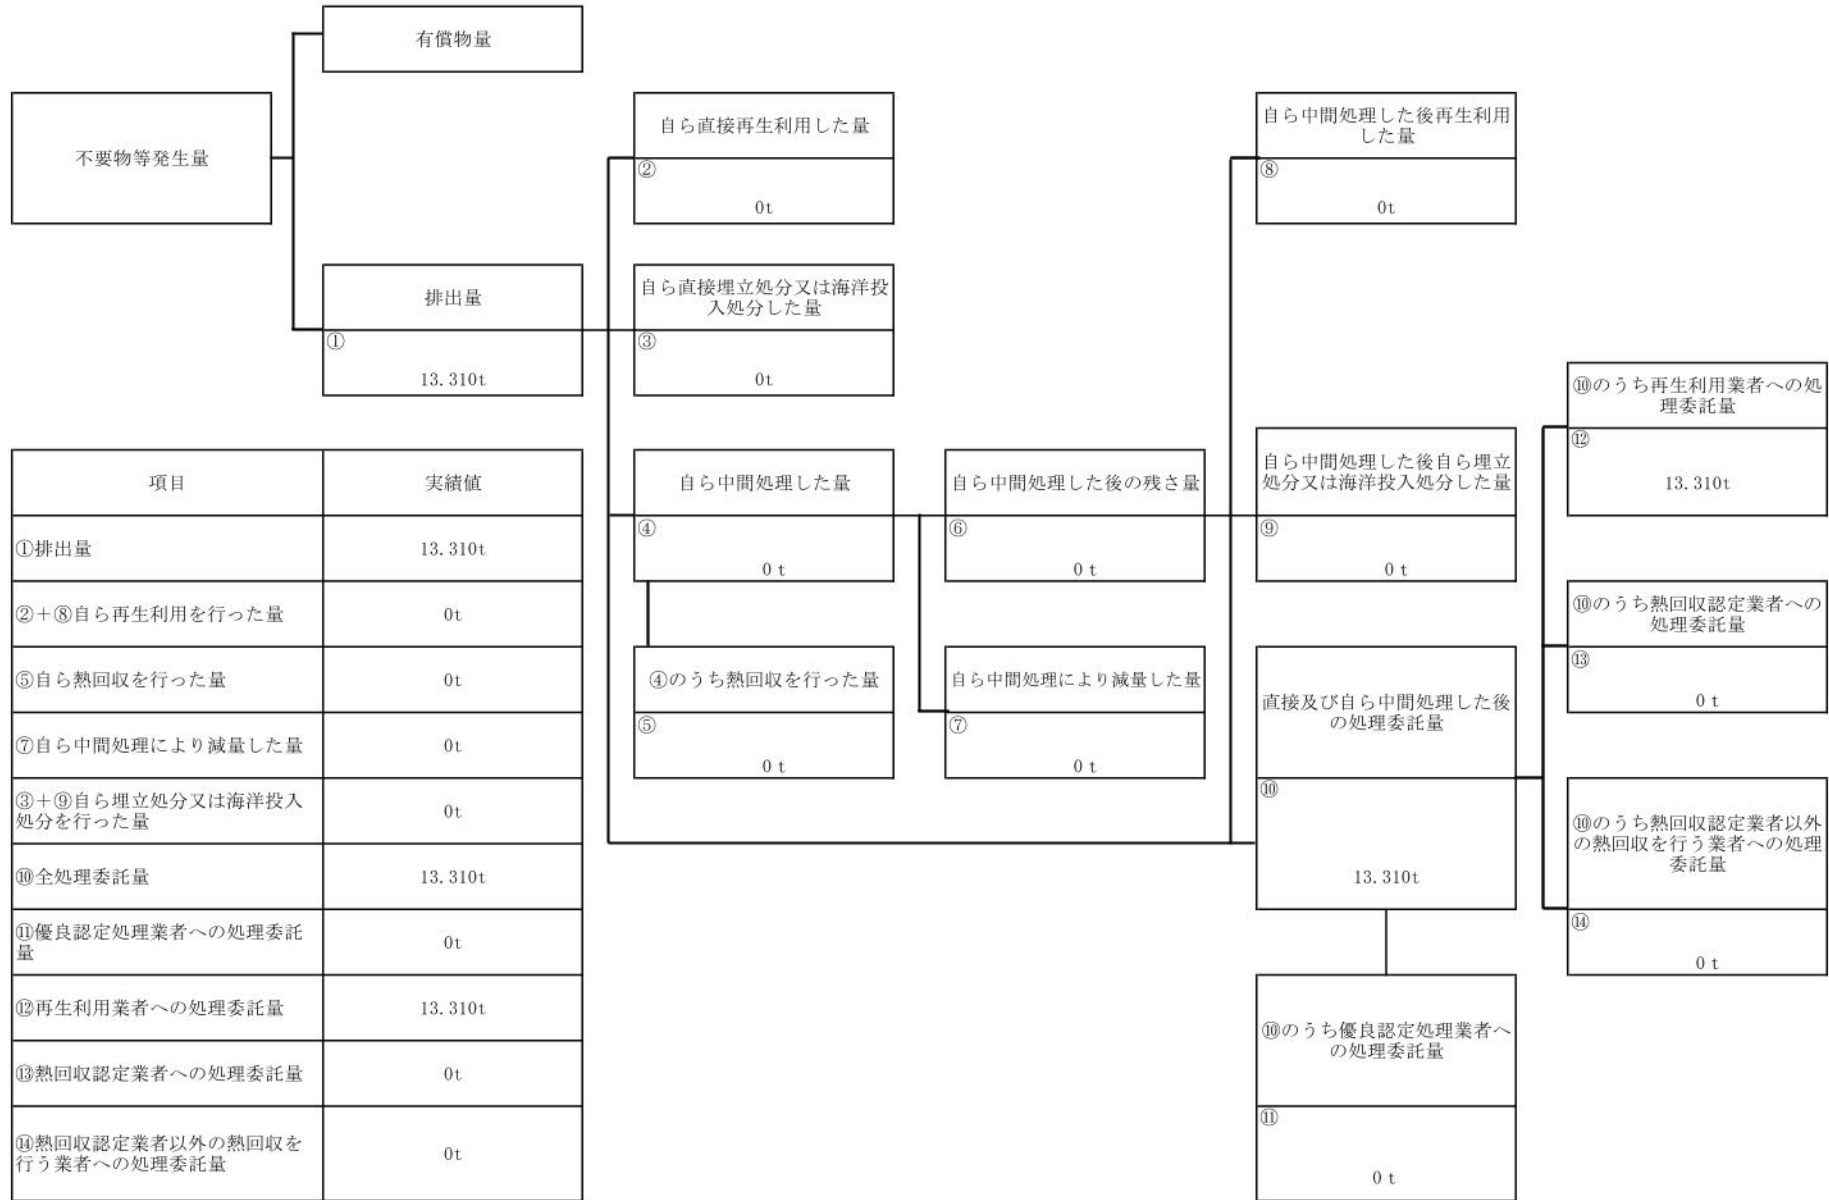 有償物量
不要物等発生量
排出量
①
13.310t
自ら直接再生利用した量
②
0t
自ら直接埋立処分又は海洋投
入処分した量
③
0t
自ら中間処理した量
④
0 t
④のうち熱回収を行った量
⑤
0 t
自ら中間処理した後の残さ量
⑥
0 t
自ら中間処理により減量した量
⑦
0 t
自ら中間処理した後再生利用
した量
⑧
0t
自ら中間処理した後自ら埋立
処分又は海洋投入処分した量
⑨
0 t
直接及び自ら中間処理した後
の処理委託量
⑩
13.310t
⑩のうち優良認定処理業者へ
の処理委託量
⑪
0 t
⑩のうち再生利用業者への処
理委託量
⑫
13.310t
⑩のうち熱回収認定業者への
処理委託量
⑬
0 t
⑩のうち熱回収認定業者以外
の熱回収を行う業者への処理
委託量
⑭
0 t
項目 実績値
①排出量 13.310t
②＋⑧自ら再生利用を行った量 0t
⑤自ら熱回収を行った量 0t
⑦自ら中間処理により減量した量 0t
③＋⑨自ら埋立処分又は海洋投入
処分を行った量 0t
⑩全処理委託量 13.310t
⑪優良認定処理業者への処理委託
量 0t
⑫再生利用業者への処理委託量 13.310t
⑬熱回収認定業者への処理委託量 0t
⑭熱回収認定業者以外の熱回収を
行う業者への処理委託量 0t